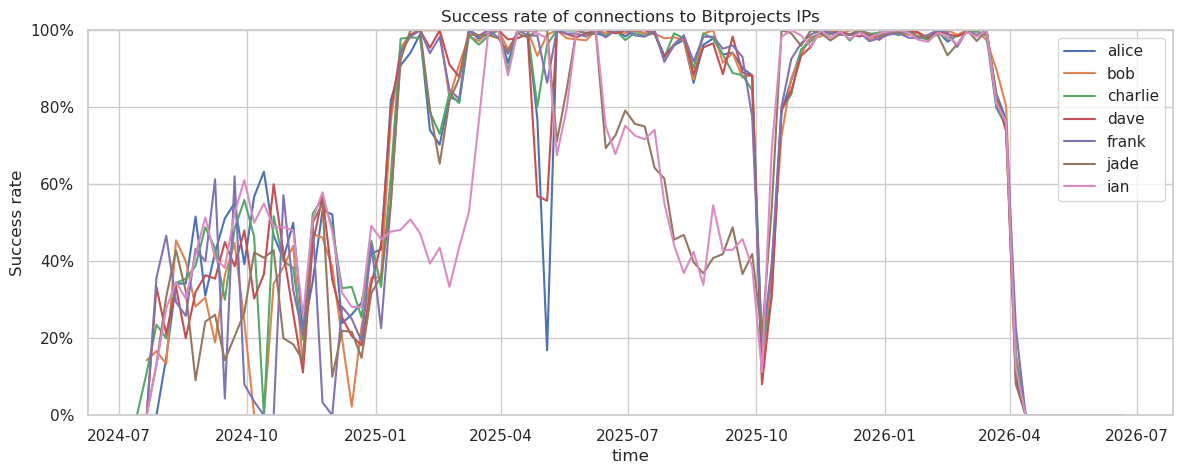 Success rate of connections to Bitprojects IPs
100%
80%
60%
40%
20%
0%
Success rate
2024-07
2024-10
2025-01
2025-04
2025-07
2025-10
2026-01
2026-04
2026-07
time
alice
bob
charlie
dave
frank
jade
ian